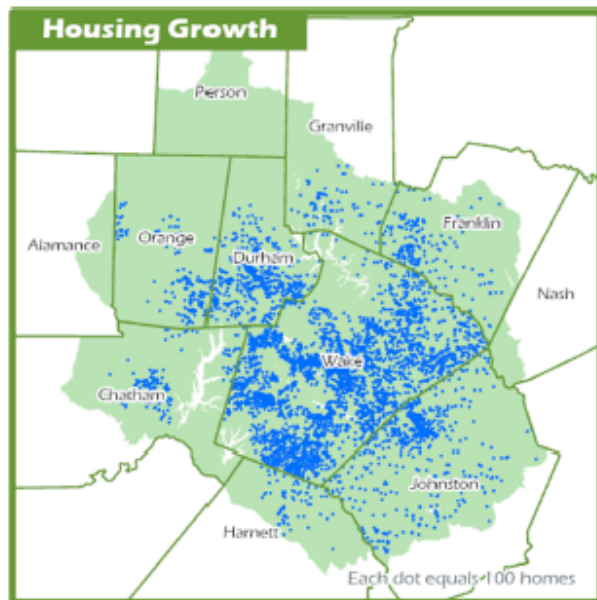 Housing Growth
Person
Granville
Franklin
Alamance
Orange
Durham
Nash
Wake
Chatham
Johnston
Harnett
Each dot equals 100 homes